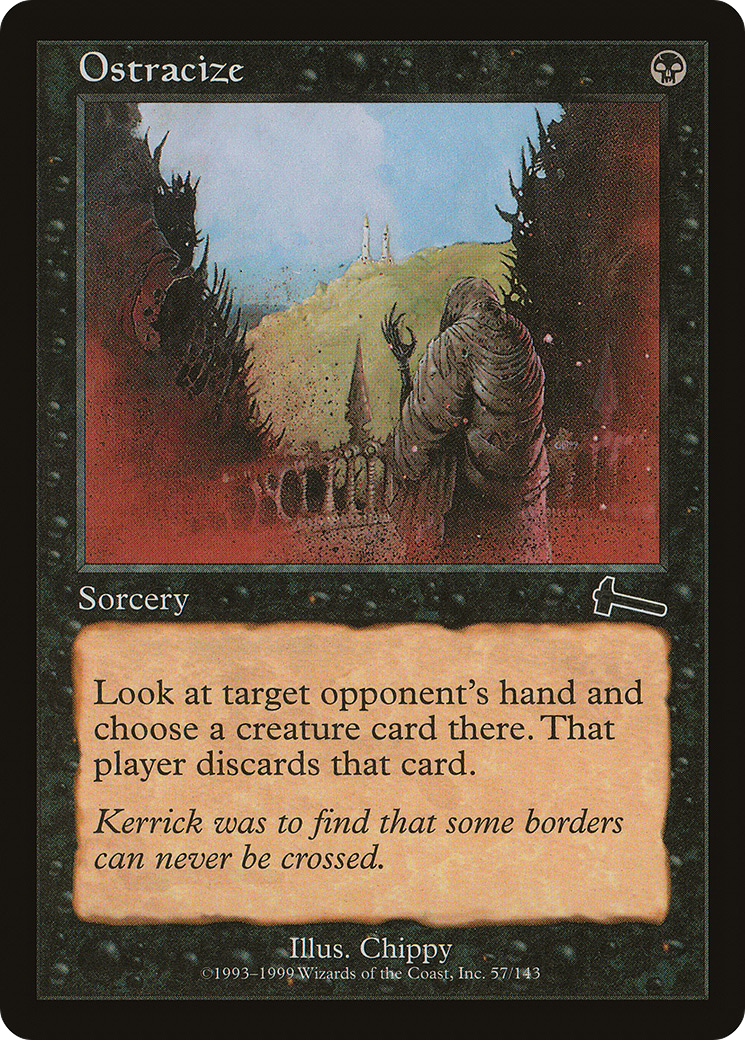 Ostracize
Sorcery
Look at target opponent's hand and
choose a creature card there. That
player discards that card.
Kerrick was to find that some borders
can never be crossed.
Illus. Chippy
©1993–1999 Wizards of the Coast, Inc. 57/143